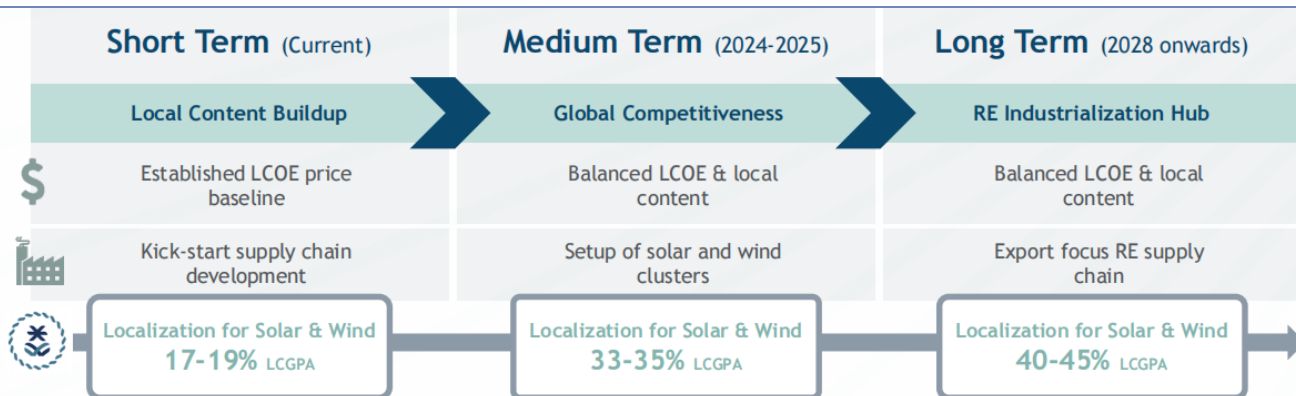 Short Term (Current)
Medium Term (2024-2025)
Long Term (2028 onwards)
Local Content Buildup
Global Competitiveness
RE Industrialization Hub
$
Established LCOE price
baseline
Balanced LCOE & local
content
Balanced LCOE & local
content
Kick-start supply chain
development
Setup of solar and wind
clusters
Export focus RE supply
chain
Localization for Solar & Wind
17-19% LCGPA
Localization for Solar & Wind
33-35% LCGPA
Localization for Solar & Wind
40-45% LCGPA